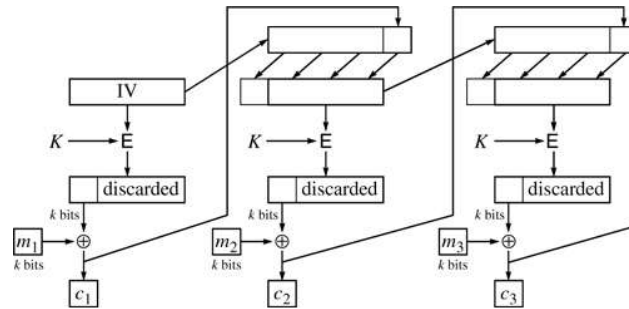 IV
K E K E K E
discarded discarded discarded
k bits k bits k bits
m1 ⊕ m2 ⊕ m3 ⊕
k bits k bits k bits
c1 c2 c3